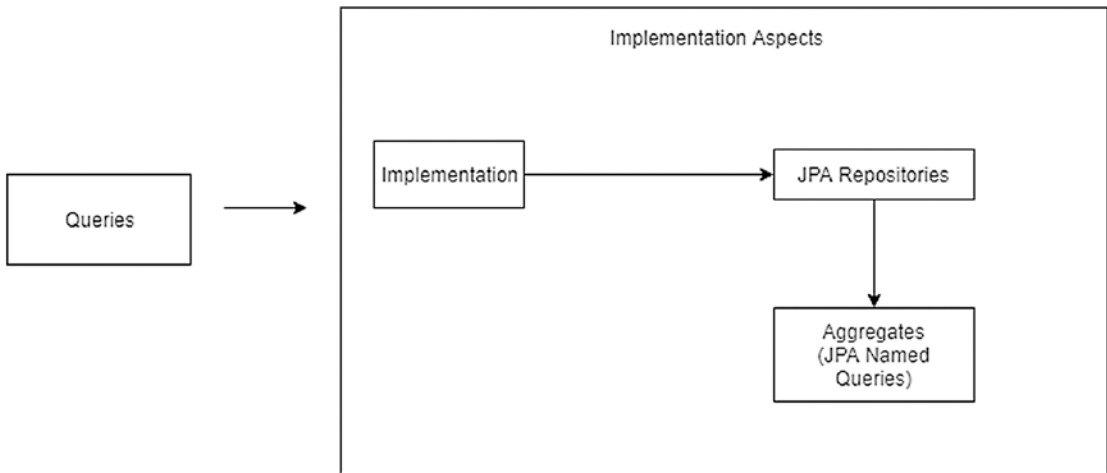 Implementation Aspects
Implementation
JPA Repositories
Queries
Aggregates
(JPA Named
Queries)